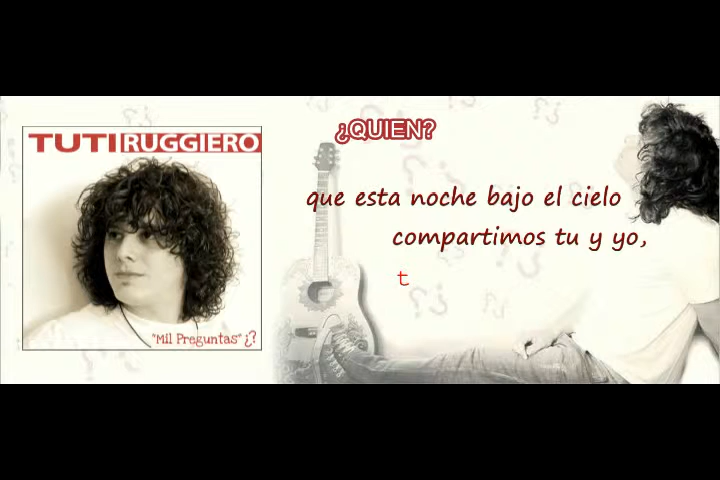 TUTI RUGGIERO
"Mil Preguntas" ¿?
¿QUIEN?
que esta noche bajo el cielo
compartimos tu y yo,
t